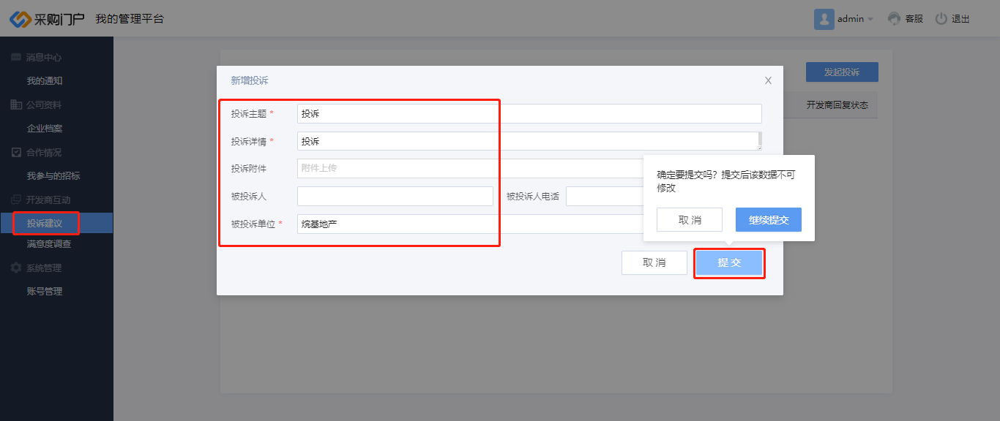 采购门户 我的管理平台 admin 客服 退出
消息中心
我的通知
公司资料
企业档案
合作情况
我参与的招标
开发商互动
投诉建议
满意度调查
系统管理
账号管理
发起投诉
开发商回复状态
新增投诉 X
投诉主题 * 投诉
投诉详情 * 投诉
投诉附件 附件上传
被投诉人 被投诉人电话
被投诉单位 * 烷基地产
确定要提交吗？提交后该数据不可
修改
取 消 继续提交
取 消 提 交